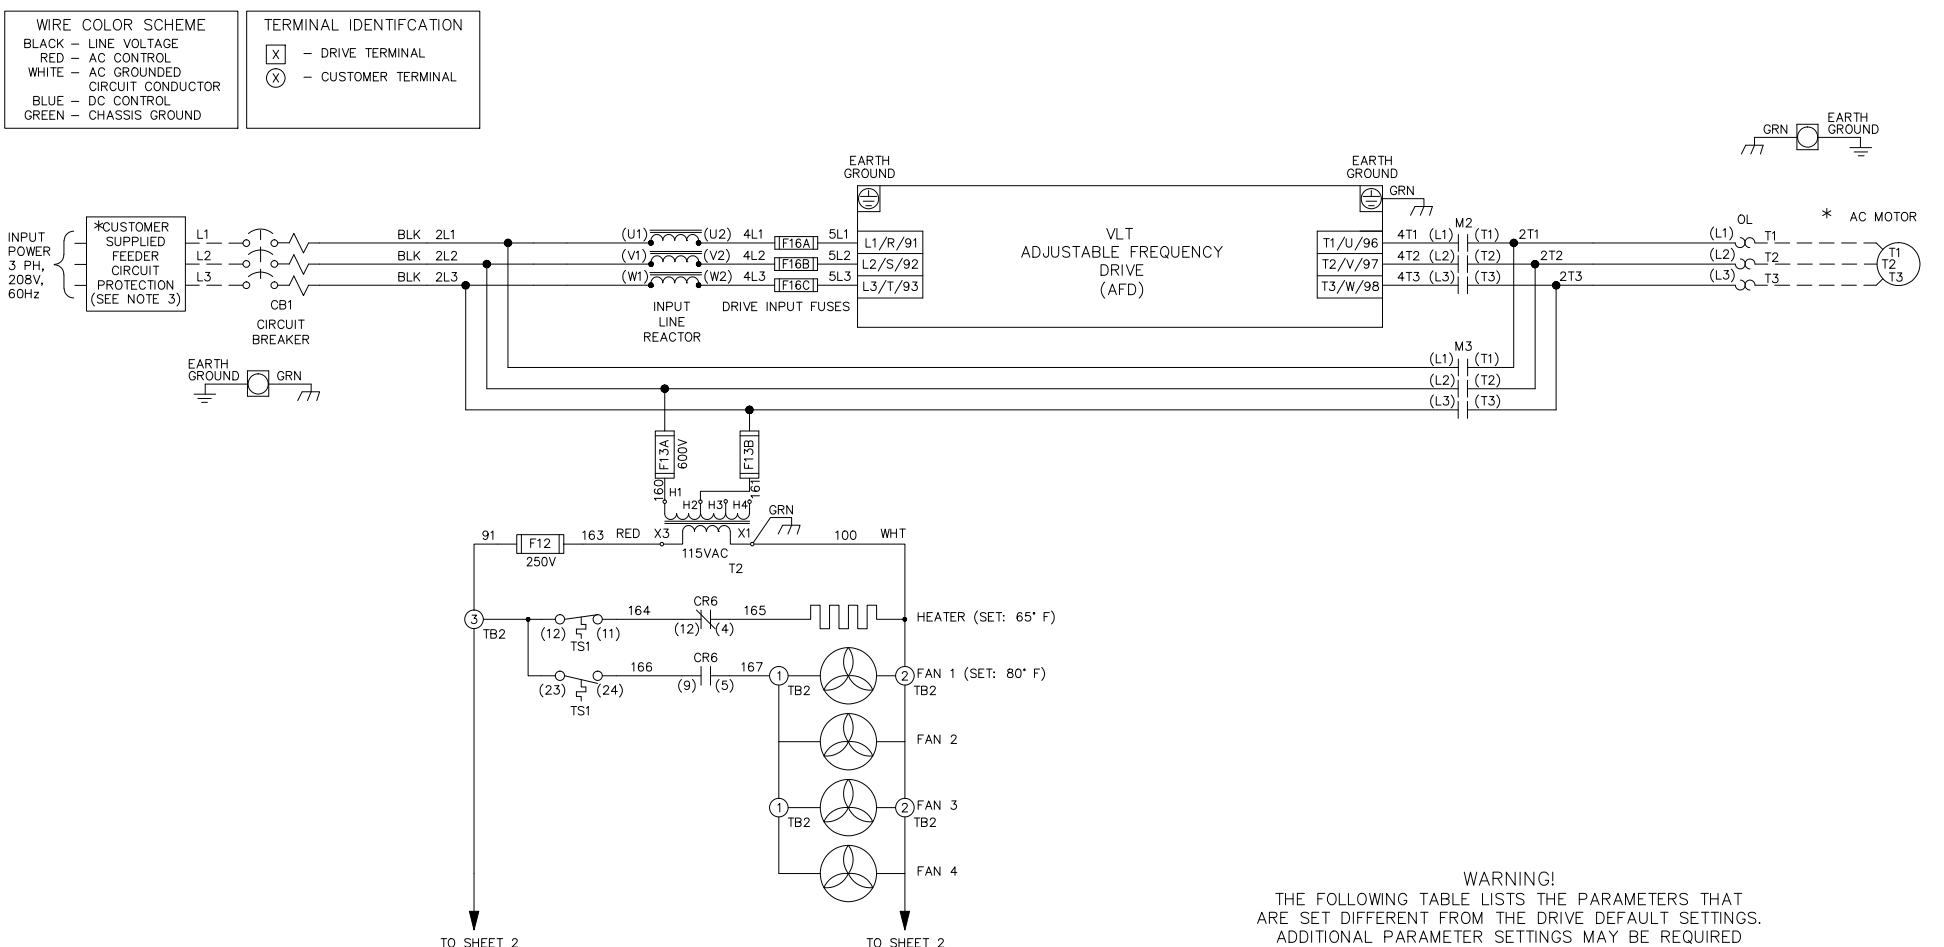 WIRE COLOR SCHEME
BLACK – LINE VOLTAGE
RED – AC CONTROL
WHITE – AC GROUNDED
CIRCUIT CONDUCTOR
BLUE – DC CONTROL
GREEN – CHASSIS GROUND
TERMINAL IDENTIFCATION
X – DRIVE TERMINAL
X – CUSTOMER TERMINAL
INPUT
POWER
3 PH,
208V,
60Hz
*CUSTOMER
SUPPLIED
FEEDER
CIRCUIT
PROTECTION
(SEE NOTE 3)
L1
L2
L3
CB1
CIRCUIT
BREAKER
EARTH
GROUND
GRN
BLK 2L1
BLK 2L2
BLK 2L3
(U1) (U2) 4L1 F16A 5L1
(V1) (V2) 4L2 F16B 5L2
(W1) (W2) 4L3 F16C 5L3
INPUT
LINE
REACTOR
DRIVE INPUT FUSES
EARTH
GROUND
L1/R/91
L2/S/92
L3/T/93
VLT
ADJUSTABLE FREQUENCY
DRIVE
(AFD)
EARTH
GROUND
GRN
T1/U/96
T2/V/97
T3/W/98
M2
4T1 (L1) (T1) 2T1
4T2 (L2) (T2) 2T2
4T3 (L3) (T3) 2T3
M3
(L1) (T1)
(L2) (T2)
(L3) (T3)
GRN
EARTH
GROUND
OL
(L1) T1
(L2) T2
(L3) T3
* AC MOTOR
T1
T2
T3
F13A
600V
F13B
160
161
H1
H2 H3 H4
GRN
91
F12
250V
163 RED X3
X1
100 WHT
115VAC
T2
3
TB2
(12) (11)
TS1
164
CR6
(12) (4)
165
HEATER (SET: 65° F)
(23) (24)
TS1
166
CR6
(9) (5)
167
1
TB2
2
TB2
FAN 1 (SET: 80° F)
FAN 2
1
TB2
2
TB2
FAN 3
FAN 4
TO SHEET 2
TO SHEET 2
WARNING!
THE FOLLOWING TABLE LISTS THE PARAMETERS THAT
ARE SET DIFFERENT FROM THE DRIVE DEFAULT SETTINGS.
ADDITIONAL PARAMETER SETTINGS MAY BE REQUIRED